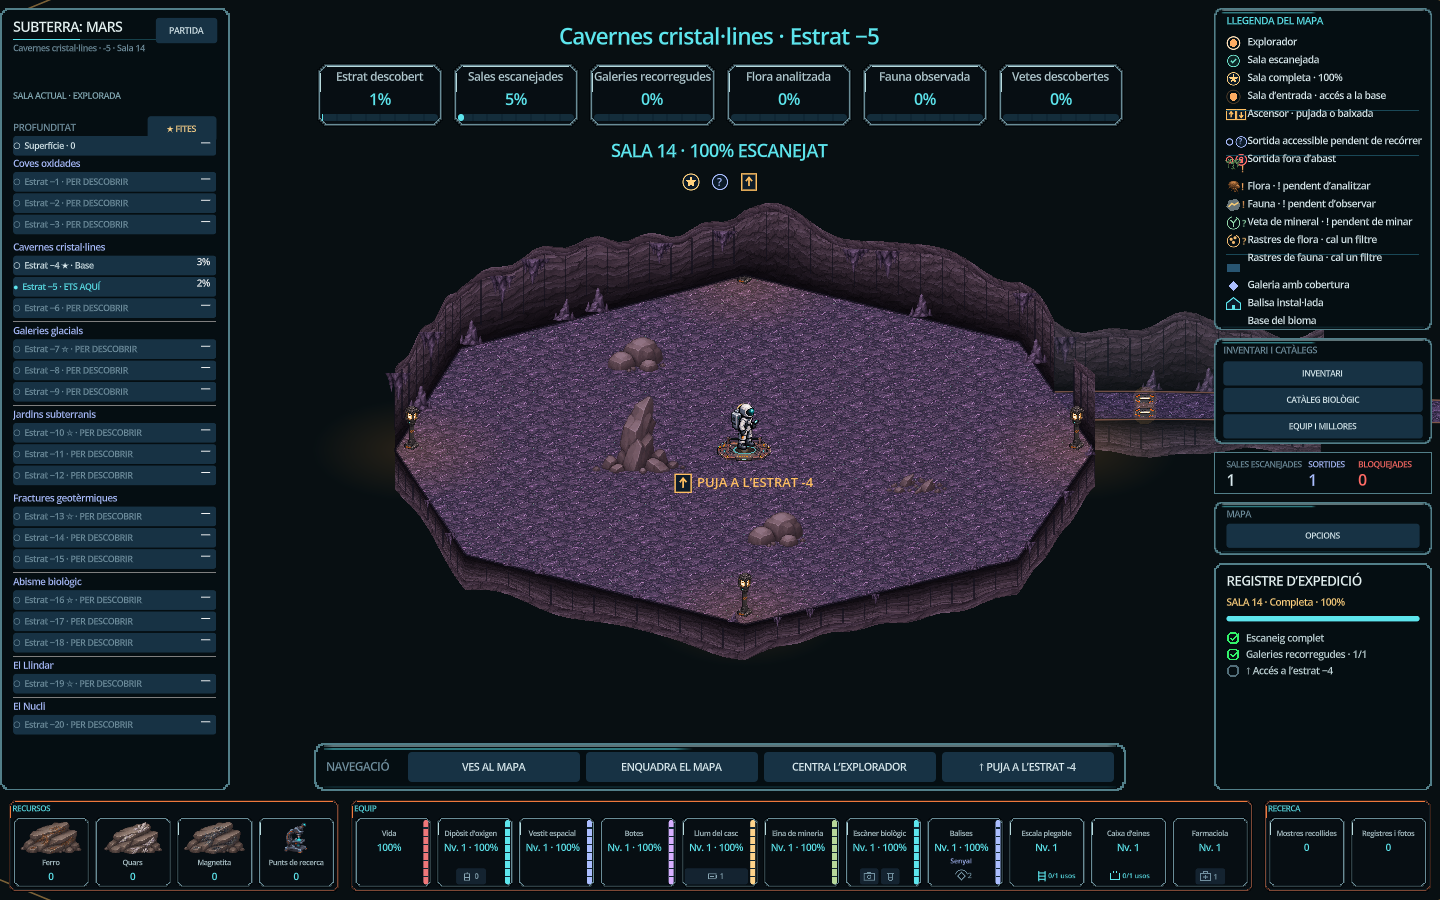 SUBTERRA: MARS
PARTIDA
Cavernes cristal·lines · -5 · Sala 14
SALA ACTUAL · EXPLORADA
PROFUNDITAT
★ FITES
Superfície · 0 —
Coves oxidades
Estrat −1 · PER DESCOBRIR —
Estrat −2 · PER DESCOBRIR —
Estrat −3 · PER DESCOBRIR —
Cavernes cristal·lines
Estrat −4 ★ · Base 3%
Estrat −5 · ETS AQUÍ 2%
Estrat −6 · PER DESCOBRIR —
Galeries glacials
Estrat −7 ☆ · PER DESCOBRIR —
Estrat −8 · PER DESCOBRIR —
Estrat −9 · PER DESCOBRIR —
Jardins subterranis
Estrat −10 ☆ · PER DESCOBRIR —
Estrat −11 · PER DESCOBRIR —
Estrat −12 · PER DESCOBRIR —
Fractures geotèrmiques
Estrat −13 ☆ · PER DESCOBRIR —
Estrat −14 · PER DESCOBRIR —
Estrat −15 · PER DESCOBRIR —
Abisme biològic
Estrat −16 ☆ · PER DESCOBRIR —
Estrat −17 · PER DESCOBRIR —
Estrat −18 · PER DESCOBRIR —
El Llindar
Estrat −19 ☆ · PER DESCOBRIR —
El Nucli
Estrat −20 · PER DESCOBRIR —
Cavernes cristal·lines · Estrat −5
Estrat descobert
1%
Sales escanejades
5%
Galeries recorregudes
0%
Flora analitzada
0%
Fauna observada
0%
Vetes descobertes
0%
SALA 14 · 100% ESCANEJAT
↑ PUJA A L'ESTRAT -4
NAVEGACIÓ
VES AL MAPA
ENQUADRA EL MAPA
CENTRA L'EXPLORADOR
↑ PUJA A L'ESTRAT -4
LLEGENDA DEL MAPA
Explorador
Sala escanejada
Sala completa · 100%
Sala d'entrada · accés a la base
Ascensor · pujada o baixada
Sortida accessible pendent de recórrer
Sortida fora d'abast
! Flora · ! pendent d'analitzar
! Fauna · ! pendent d'observar
? Veta de mineral · ! pendent de minar
? Rastres de flora · cal un filtre
Rastres de fauna · cal un filtre
Galeria amb cobertura
Balisa instal·lada
Base del bioma
INVENTARI I CATÀLEGS
INVENTARI
CATÀLEG BIOLÒGIC
EQUIP I MILLORES
SALES ESCANEJADES SORTIDES BLOQUEJADES
1 1 0
MAPA
OPCIONS
REGISTRE D'EXPEDICIÓ
SALA 14 · Completa · 100%
Escaneig complet
Galeries recorregudes · 1/1
↑ Accés a l'estrat −4
RECURSOS
Ferro
0
Quars
0
Magnetita
0
Punts de recerca
0
EQUIP
Vida
100%
Dipòsit d'oxigen
Nv. 1 · 100%
0
Vestit espacial
Nv. 1 · 100%
Botes
Nv. 1 · 100%
Llum del casc
Nv. 1 · 100%
1
Eina de mineria
Nv. 1 · 100%
Escàner biològic
Nv. 1 · 100%
Balises
Nv. 1 · 100%
Senyal
2
Escala plegable
Nv. 1
0/1 usos
Caixa d'eines
Nv. 1
0/1 usos
Farmaciola
Nv. 1
1
RECERCA
Mostres recollides
0
Registres i fotos
0